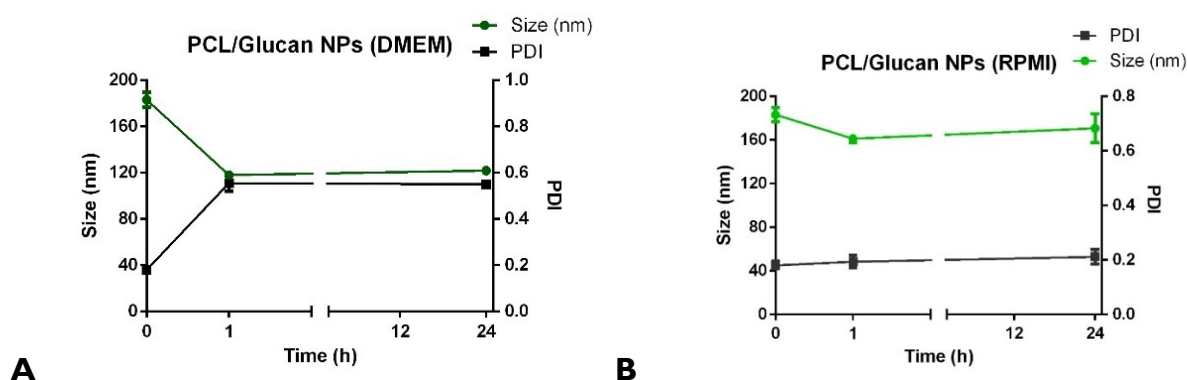 PCL/Glucan NPs (DMEM)
Size (nm)
PDI
200
160
120
80
40
0
Size (nm)
1.0
0.8
0.6
0.4
0.2
0.0
PDI
0 1 12 24
Time (h)
A
PCL/Glucan NPs (RPMI)
PDI
Size (nm)
200
160
120
80
40
0
Size (nm)
0.8
0.6
0.4
0.2
0.0
PDI
0 1 12 24
Time (h)
B